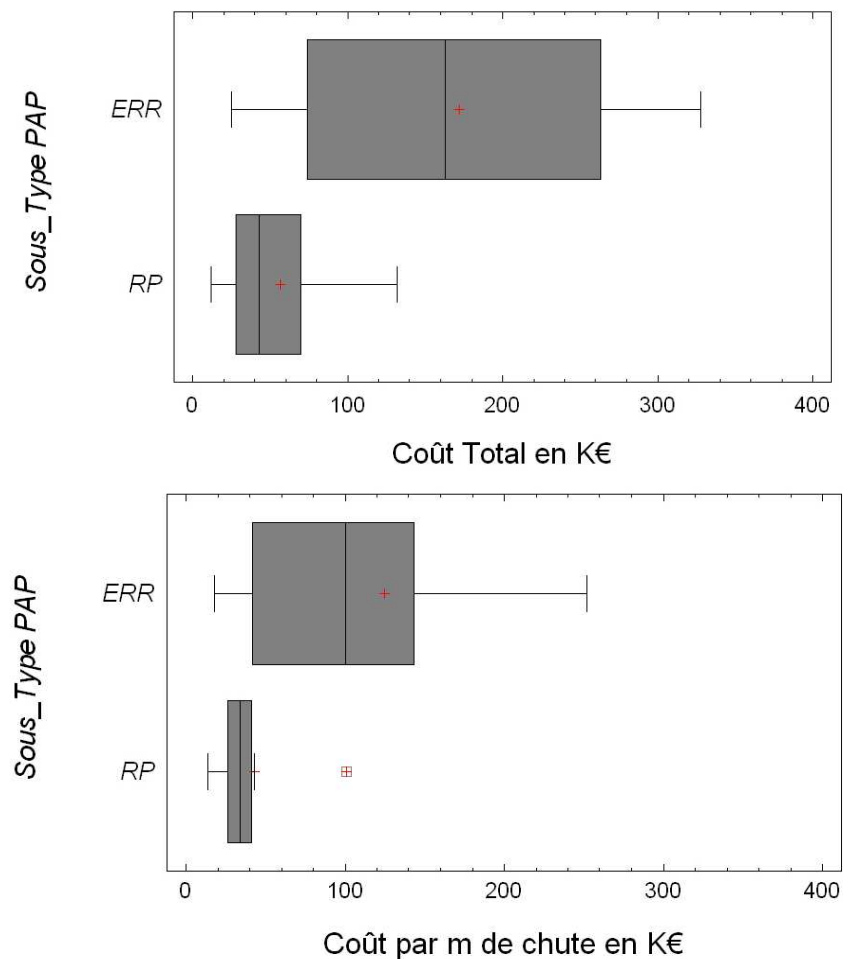 Sous_Type PAP
ERR
RP
0 100 200 300 400
Coût Total en K€
Sous_Type PAP
ERR
RP
0 100 200 300 400
Coût par m de chute en K€